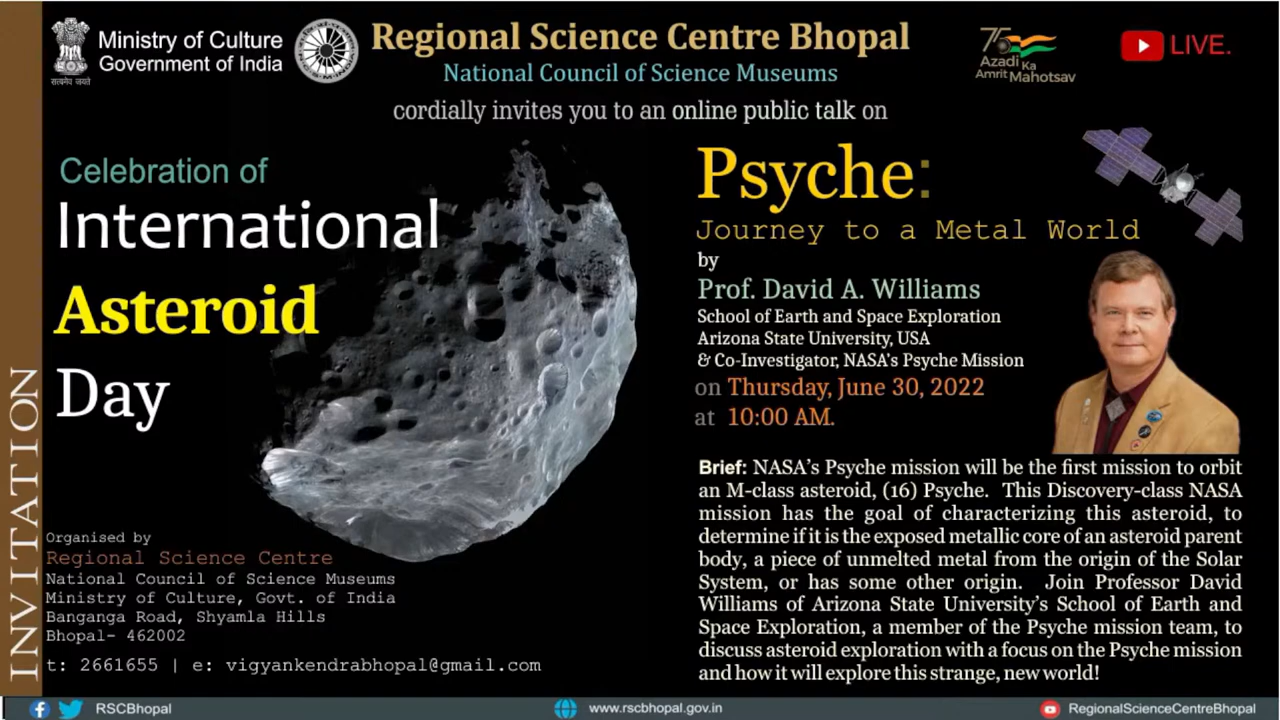 Ministry of Culture
Government of India
सत्यमेव जयते
Regional Science Centre Bhopal
National Council of Science Museums
cordially invites you to an online public talk on
75
Azadi Ka
Amrit Mahotsav
LIVE.
Celebration of
International
Asteroid
Day
Psyche:
Journey to a Metal World
by
Prof. David A. Williams
School of Earth and Space Exploration
Arizona State University, USA
& Co-Investigator, NASA's Psyche Mission
on Thursday, June 30, 2022
at 10:00 AM.
Brief: NASA's Psyche mission will be the first mission to orbit
an M-class asteroid, (16) Psyche. This Discovery-class NASA
mission has the goal of characterizing this asteroid, to
determine if it is the exposed metallic core of an asteroid parent
body, a piece of unmelted metal from the origin of the Solar
System, or has some other origin. Join Professor David
Williams of Arizona State University's School of Earth and
Space Exploration, a member of the Psyche mission team, to
discuss asteroid exploration with a focus on the Psyche mission
and how it will explore this strange, new world!
INVITATION
Organised by
Regional Science Centre
National Council of Science Museums
Ministry of Culture, Govt. of India
Banganga Road, Shyamla Hills
Bhopal- 462002
t: 2661655 | e: vigyankendrabhopal@gmail.com
RSCBhopal
www.rscbhopal.gov.in
RegionalScienceCentreBhopal